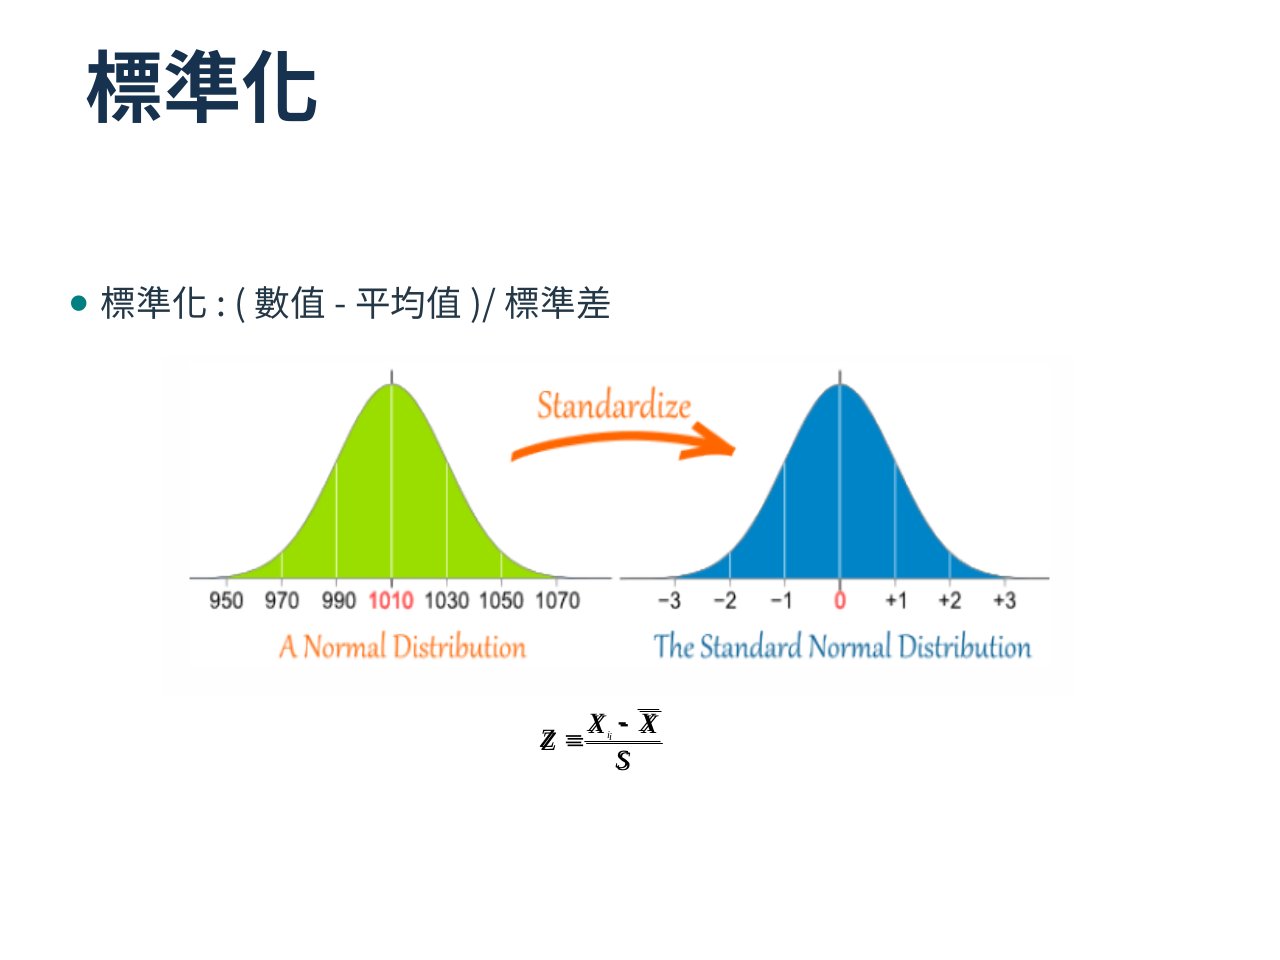 標準化
標準化 : ( 數值 - 平均值 )/ 標準差
Standardize
950 970 990 1010 1030 1050 1070
−3 −2 −1 0 +1 +2 +3
A Normal Distribution
The Standard Normal Distribution
Z = (X - X̅) / S